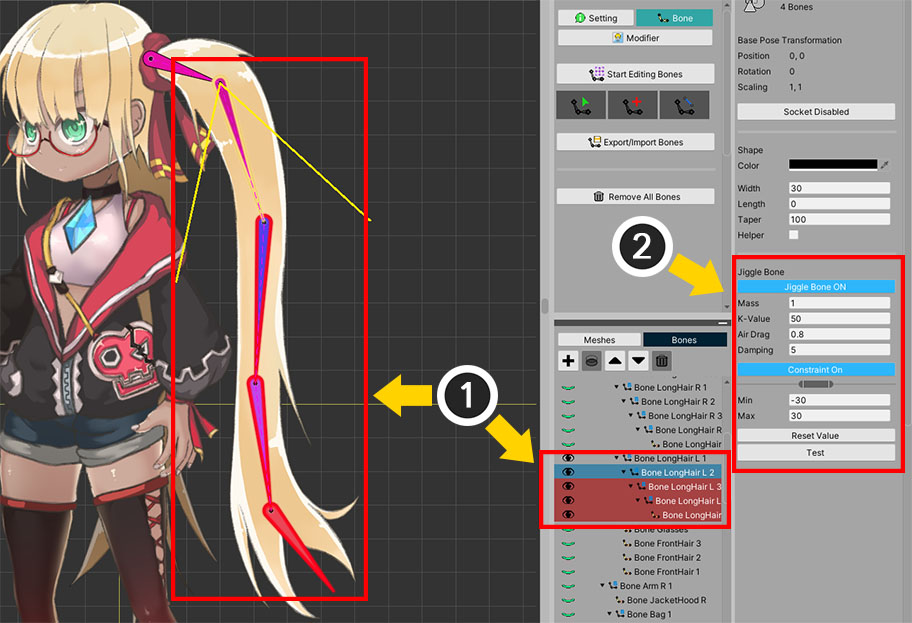 Setting
Bone
Modifier
Start Editing Bones
Export/Import Bones
Remove All Bones
4 Bones
Base Pose Transformation
Position 0, 0
Rotation 0
Scaling 1, 1
Socket Disabled
Shape
Color
Width 30
Length 0
Taper 100
Helper
2
Jiggle Bone
Jiggle Bone ON
Mass 1
K-Value 50
Air Drag 0.8
Damping 5
Constraint On
Min -30
Max 30
Reset Value
Test
1
Meshes
Bones
Bone LongHair R 1
Bone LongHair R 2
Bone LongHair R 3
Bone LongHair R
Bone LongHair
Bone LongHair L 1
Bone LongHair L 2
Bone LongHair L 3
Bone LongHair L
Bone LongHair
Bone Glasses
Bone FrontHair 3
Bone FrontHair 2
Bone FrontHair 1
Bone Arm R 1
Bone JacketHood R
Bone Bag 1